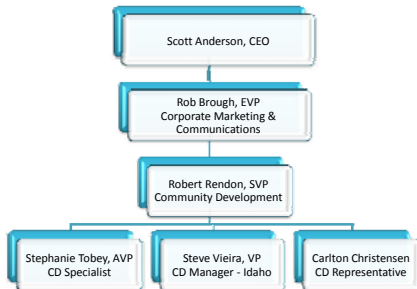 Scott Anderson, CEO
Rob Brough, EVP
Corporate Marketing &
Communications
Robert Rendon, SVP
Community Development
Stephanie Tobey, AVP
CD Specialist
Steve Vieira, VP
CD Manager - Idaho
Carlton Christensen
CD Representative